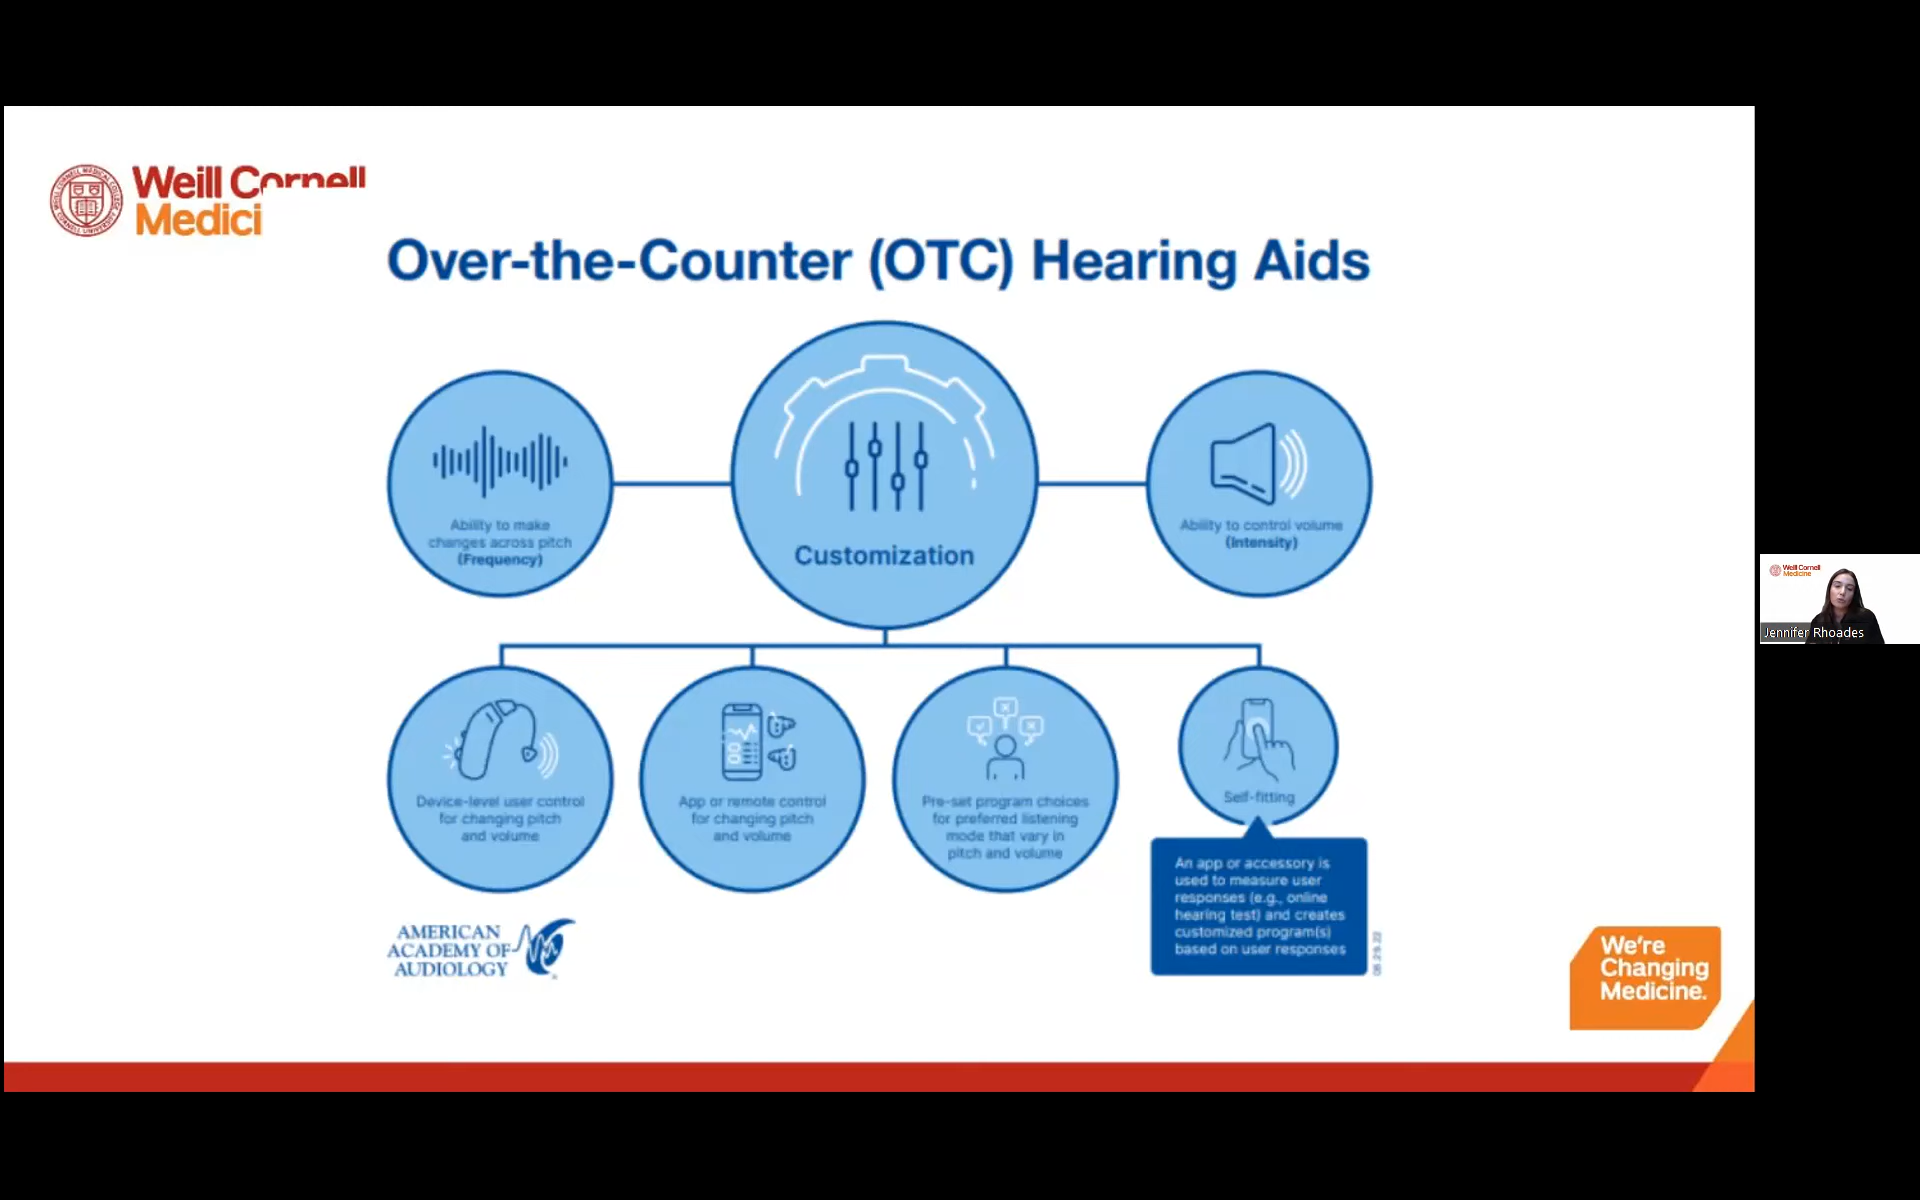 Weill Cornell
Medici
Over-the-Counter (OTC) Hearing Aids
Ability to make
changes across pitch
(Frequency)
Customization
Ability to control volume
(Intensity)
Device-level user control
for changing pitch
and volume
App or remote control
for changing pitch
and volume
Pre-set program choices
for preferred listening
mode that vary in
pitch and volume
Self-fitting
An app or accessory is
used to measure user
responses (e.g., online
hearing test) and creates
customized program(s)
based on user responses
AMERICAN
ACADEMY OF
AUDIOLOGY
We're
Changing
Medicine.
Weill Cornell
Medicine
Jennifer Rhoades